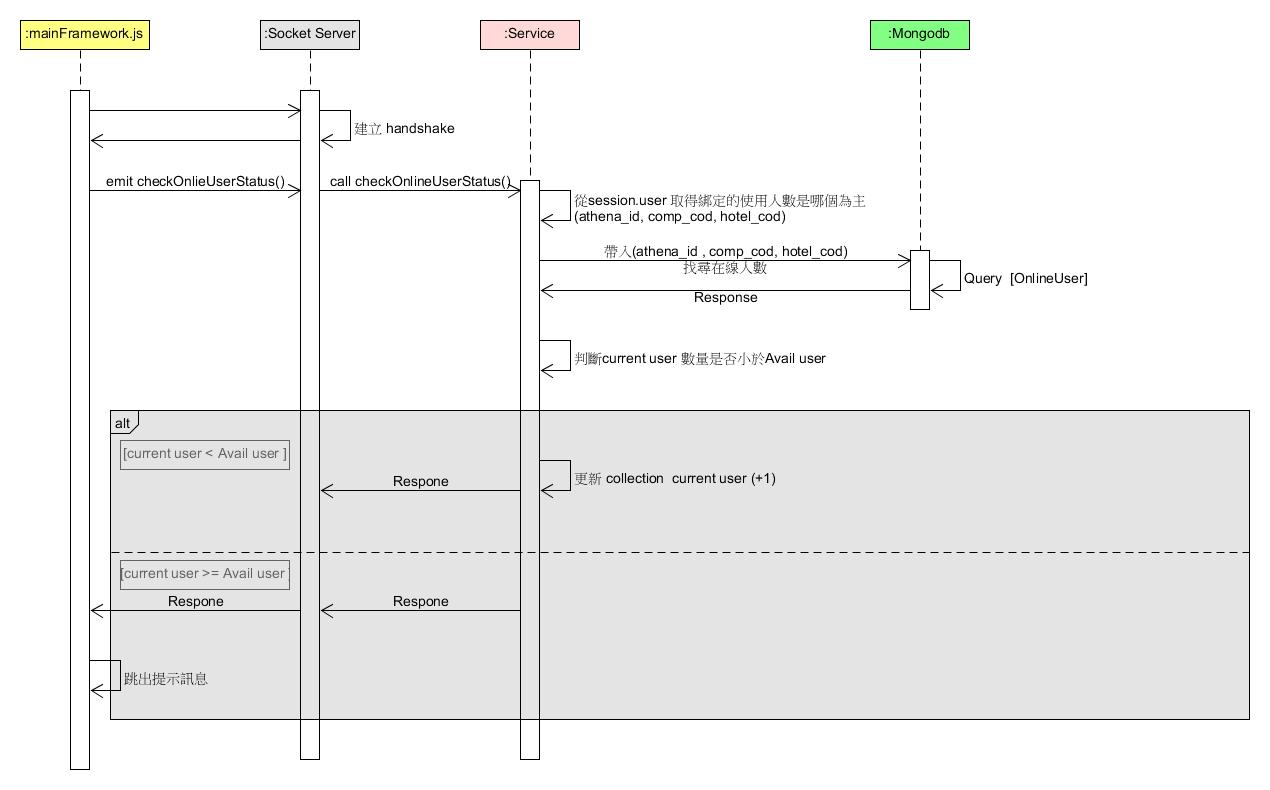 :mainFramework.js
:Socket Server
:Service
:Mongodb
建立 handshake
emit checkOnlieUserStatus()
call checkOnlineUserStatus()
從session.user 取得綁定的使用人數是哪個為主
(athena_id, comp_cod, hotel_cod)
帶入(athena_id , comp_cod, hotel_cod)
找尋在線人數
Query  [OnlineUser]
Response
判斷current user 數量是否小於Avail user
alt
[current user < Avail user ]
更新 collection  current user (+1)
Respone
[current user >= Avail user ]
Respone
Respone
跳出提示訊息